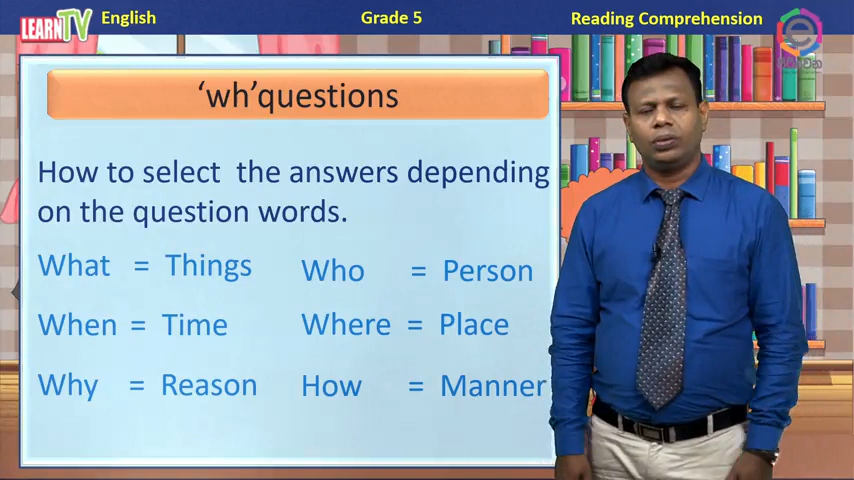 LEARN TV English Grade 5 Reading Comprehension
‘wh’questions
How to select the answers depending
on the question words.
What = Things
Who = Person
When = Time
Where = Place
Why = Reason
How = Manner